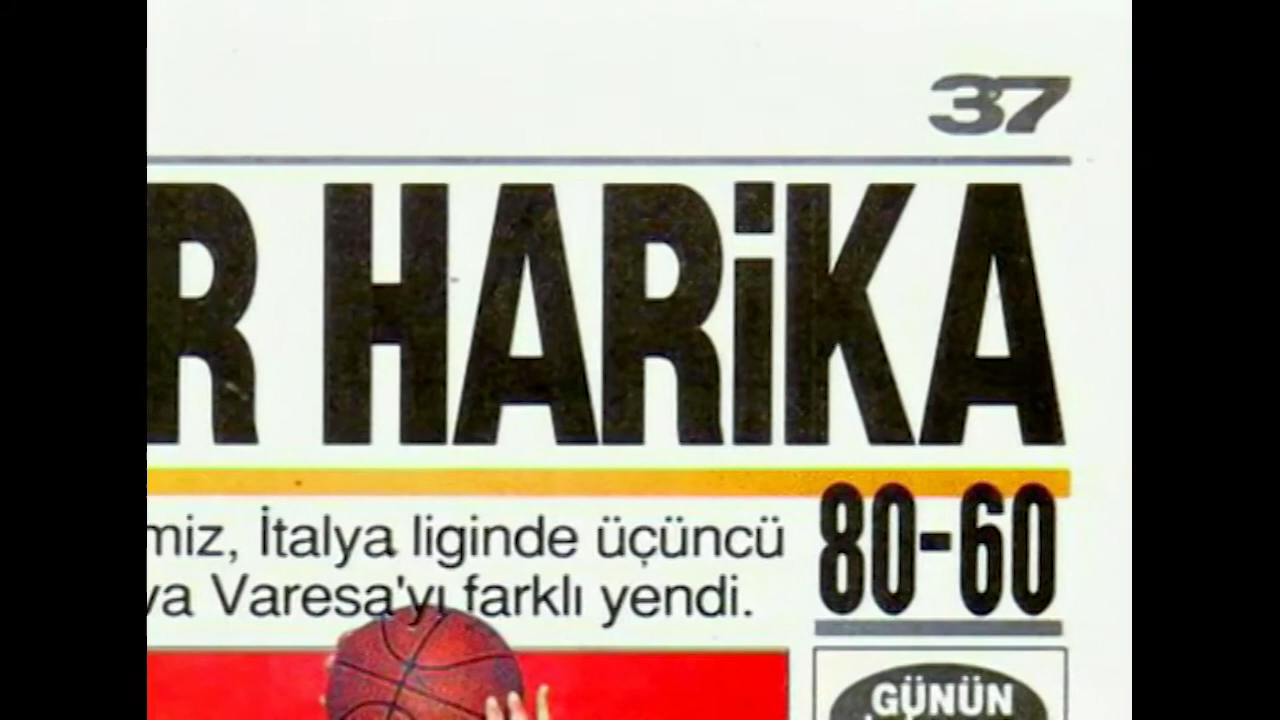 37
R HARiKA
miz, İtalya liginde üçüncü
ya Varesa'yı farklı yendi.
80-60
GÜNÜN